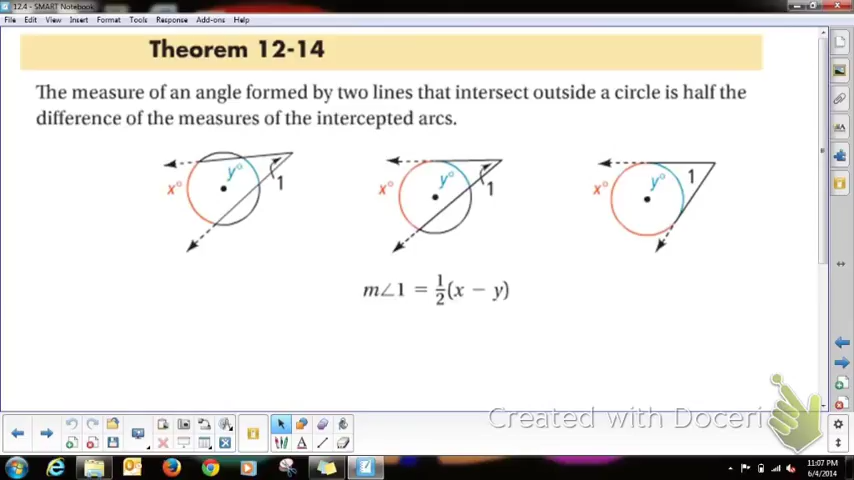 12.4 - SMART Notebook
File Edit View Insert Format Tools Response Add-ons Help
Theorem 12-14
The measure of an angle formed by two lines that intersect outside a circle is half the
difference of the measures of the intercepted arcs.
x° y° 1
x° y° 1
x° y° 1
m∠1 = 1/2(x − y)
Created with Doceri
11:07 PM
6/4/2014